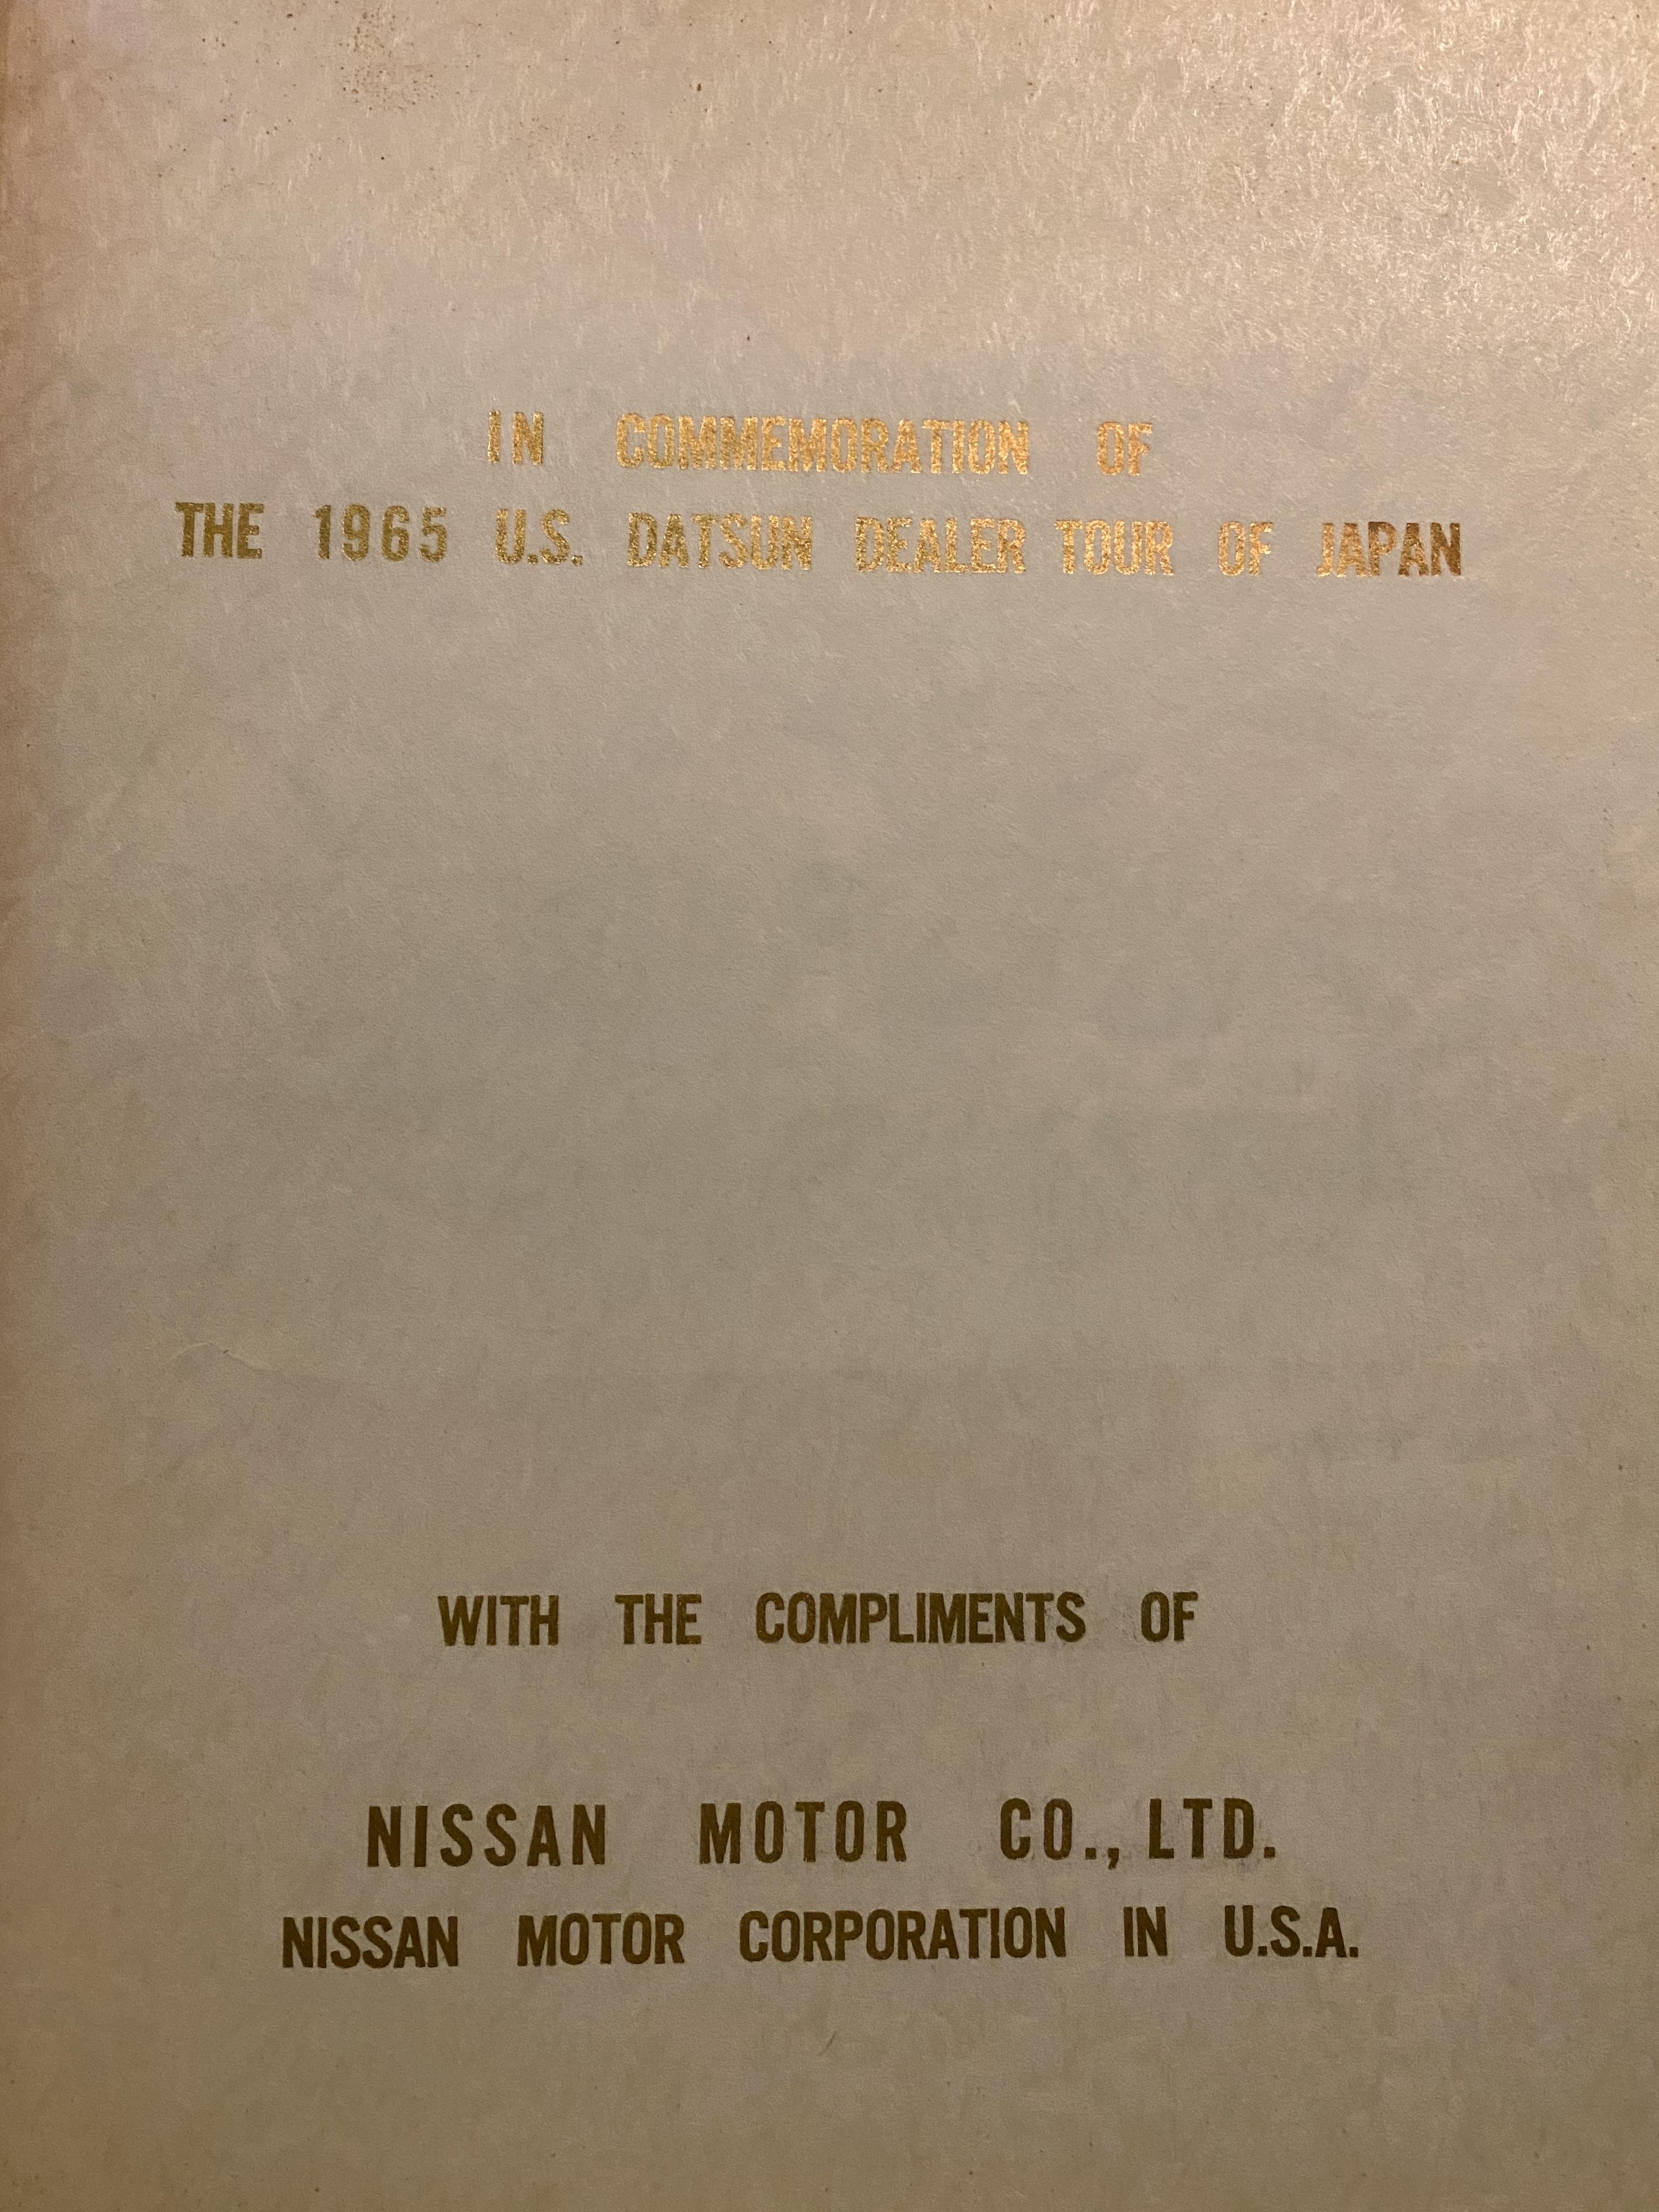 IN COMMEMORATION OF
THE 1965 U.S. DATSUN DEALER TOUR OF JAPAN
WITH THE COMPLIMENTS OF
NISSAN MOTOR CO., LTD.
NISSAN MOTOR CORPORATION IN U.S.A.